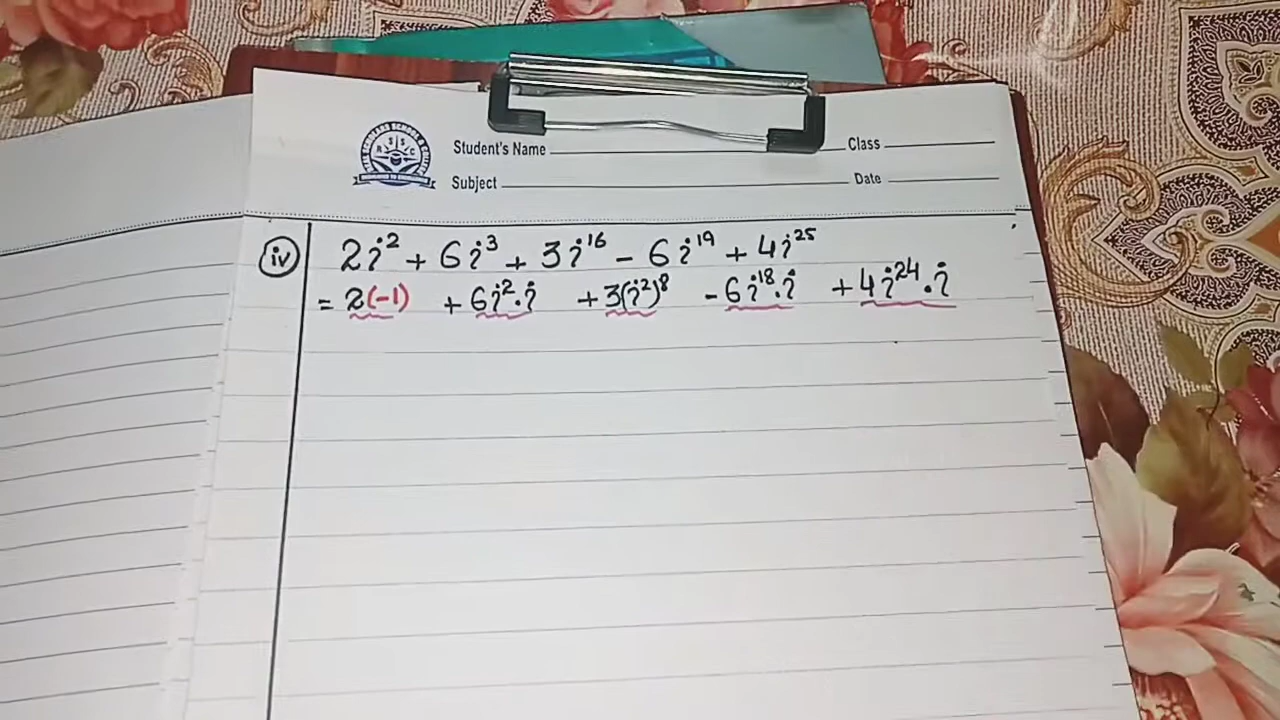 Student's Name Class
Subject Date
iv 2i² + 6i³ + 3i¹⁶ - 6i¹⁹ + 4i²⁵
= 2(-1) + 6i².i + 3(i²)⁸ - 6i¹⁸.i + 4i²⁴.i